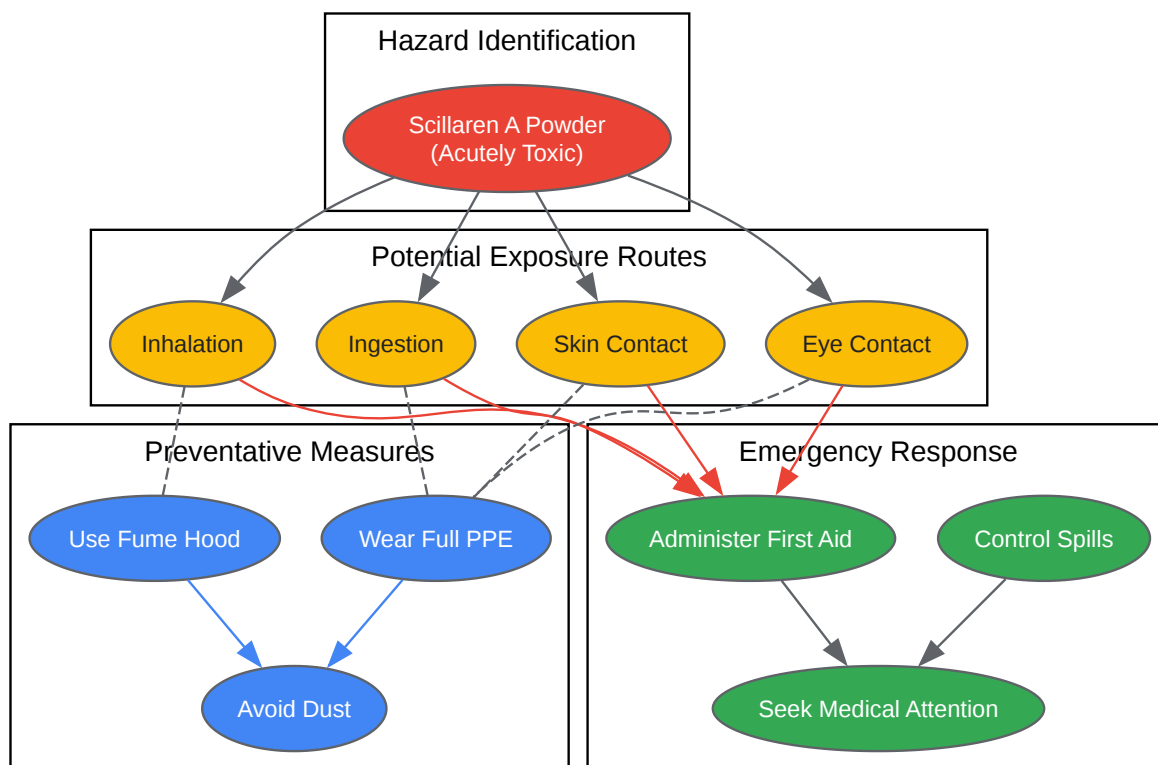 Hazard Identification
Scillaren A Powder
(Acutely Toxic)
Potential Exposure Routes
Inhalation
Ingestion
Skin Contact
Eye Contact
Preventative Measures
Use Fume Hood
Wear Full PPE
Avoid Dust
Emergency Response
Administer First Aid
Control Spills
Seek Medical Attention